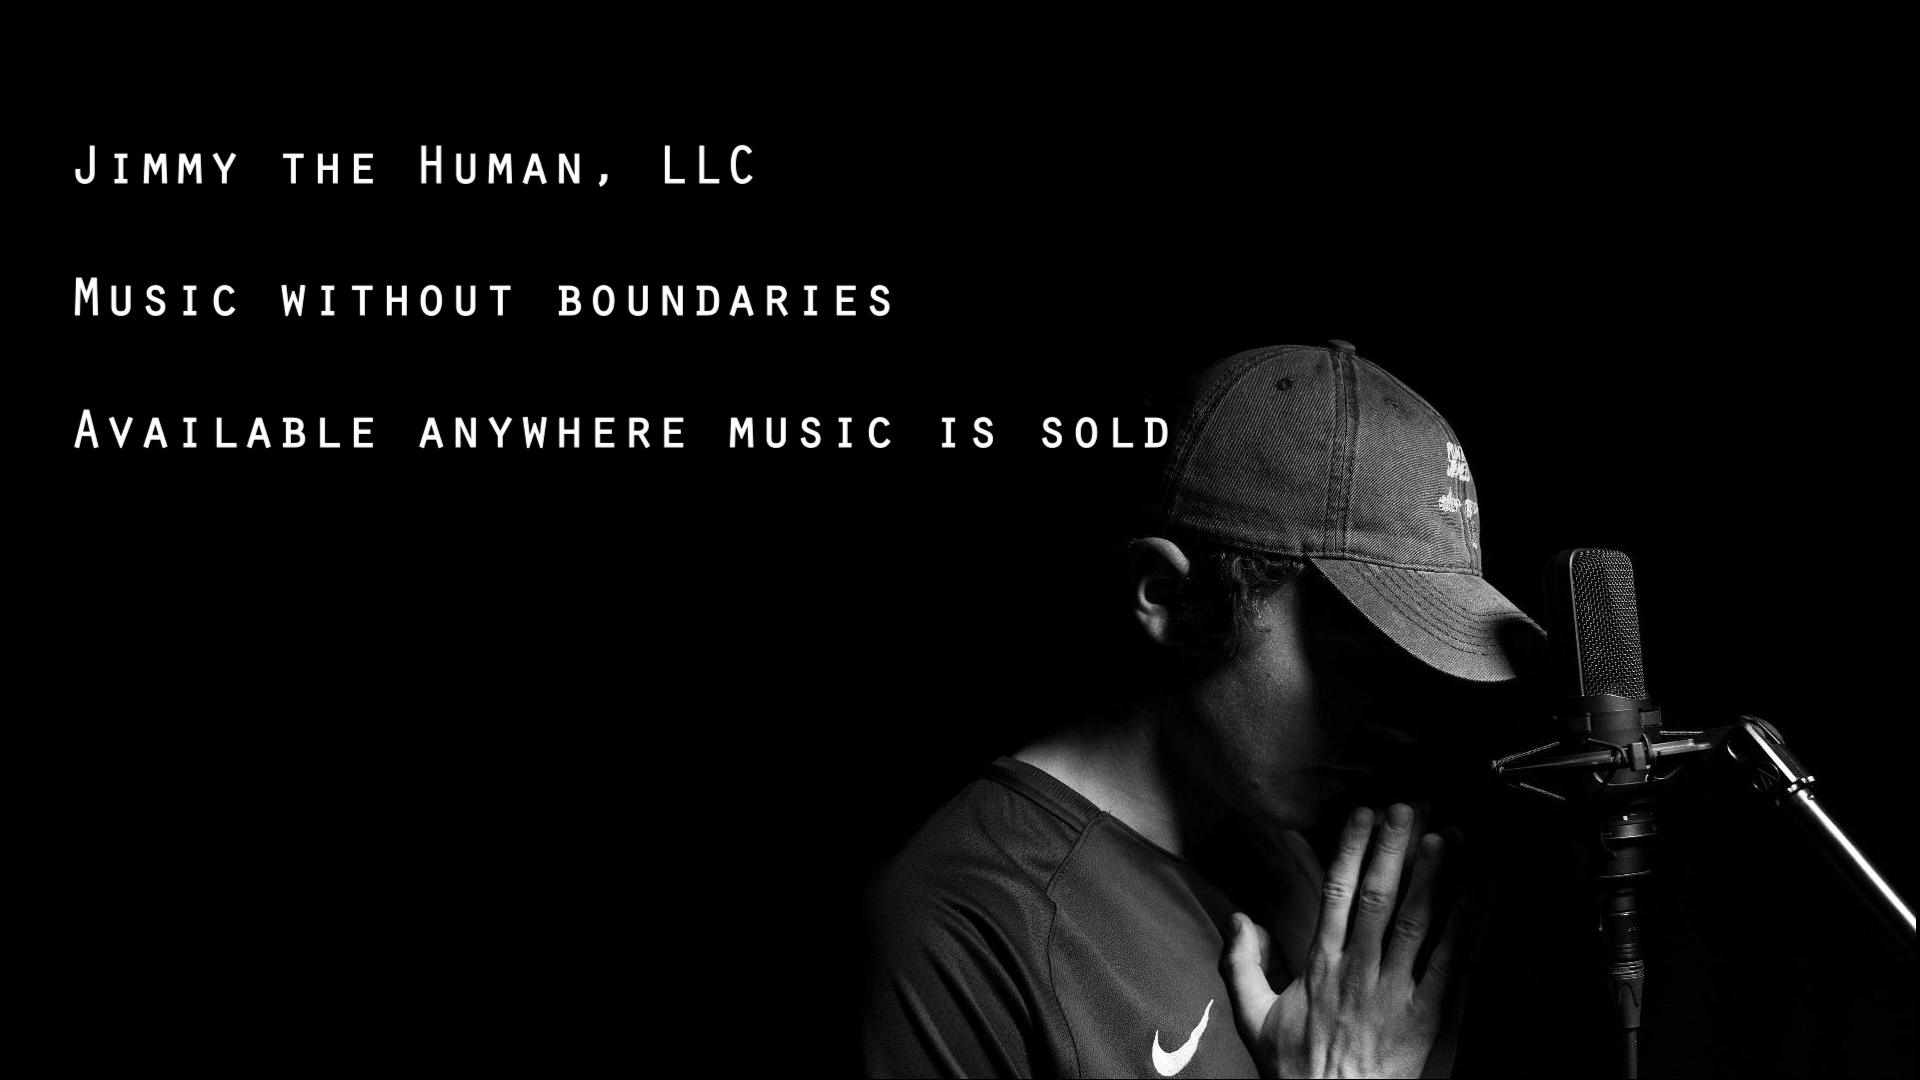 Jimmy the Human, LLC
Music without boundaries
Available anywhere music is sold